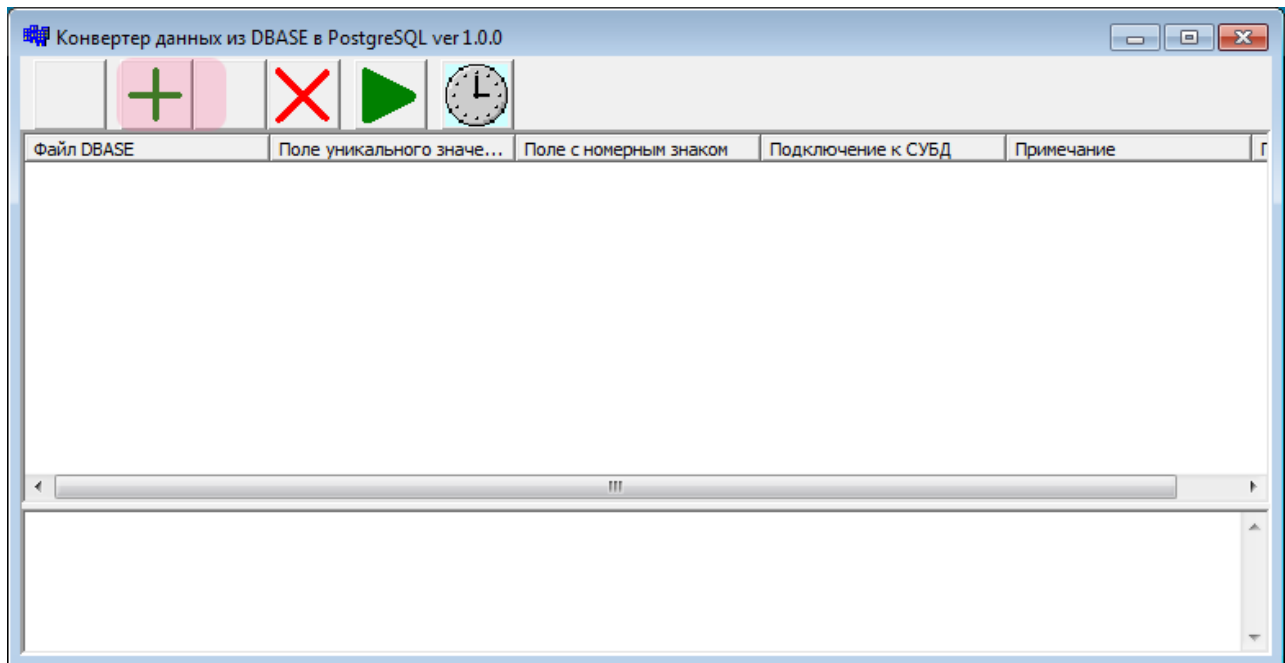 Конвертер данных из DBASE в PostgreSQL ver 1.0.0
Файл DBASE Поле уникального значе... Поле с номерным знаком Подключение к СУБД Примечание